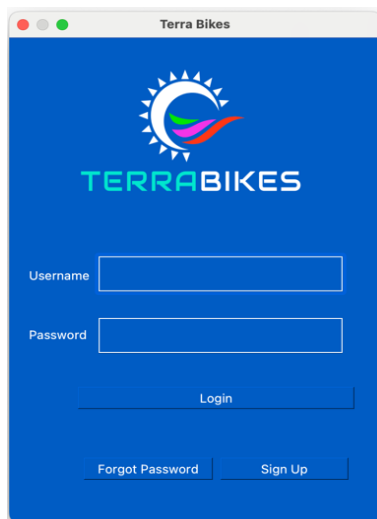 Terra Bikes
TERRABIKES
Username
Password
Login
Forgot Password Sign Up